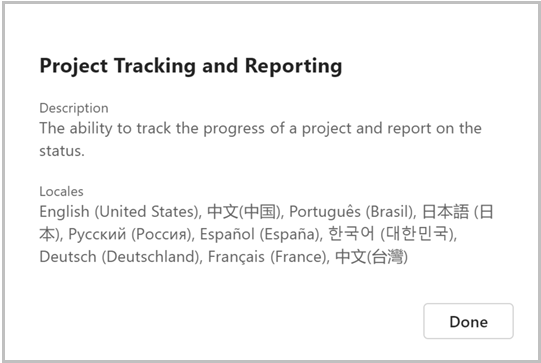 Project Tracking and Reporting
Description
The ability to track the progress of a project and report on the
status.
Locales
English (United States), 中文(中国), Português (Brasil), 日本語 (日
本), Русский (Россия), Español (España), 한국어 (대한민국),
Deutsch (Deutschland), Français (France), 中文(台灣)
Done